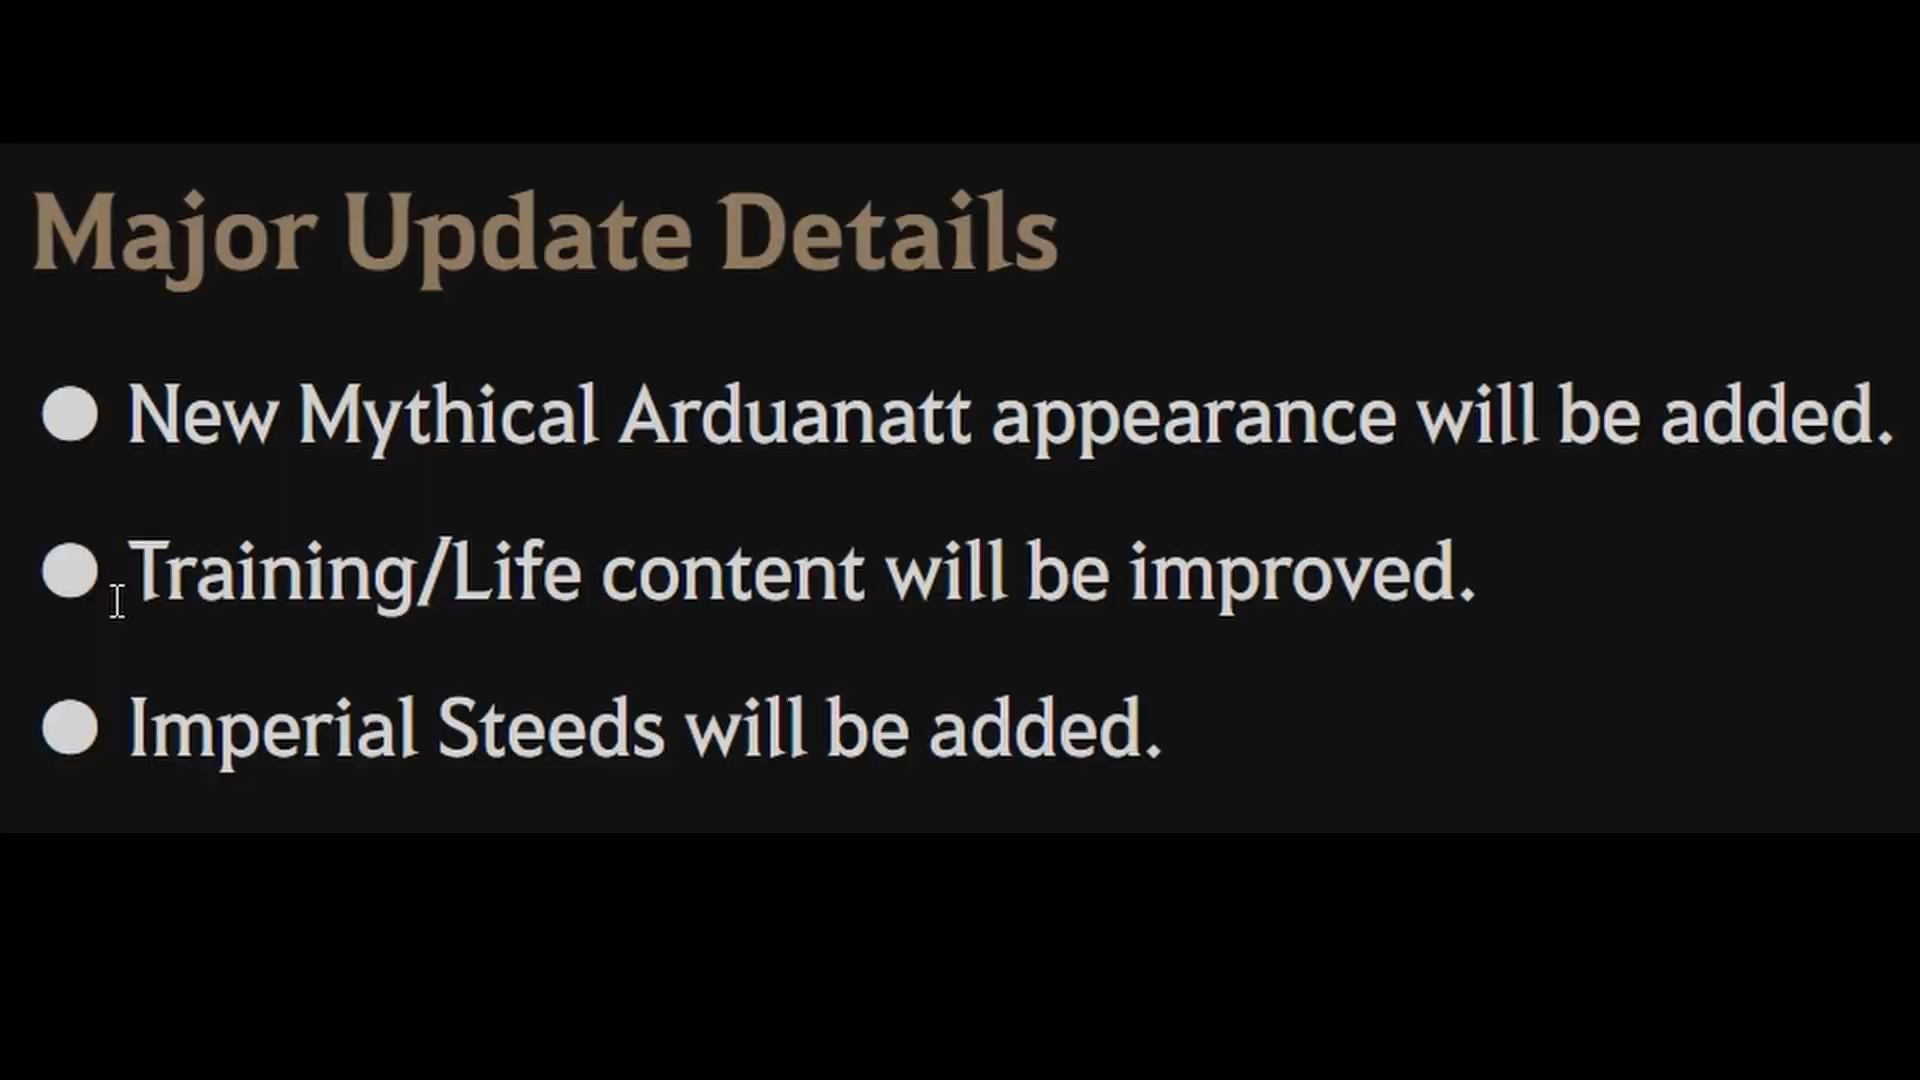 Major Update Details
● New Mythical Arduanatt appearance will be added.
● Training/Life content will be improved.
● Imperial Steeds will be added.